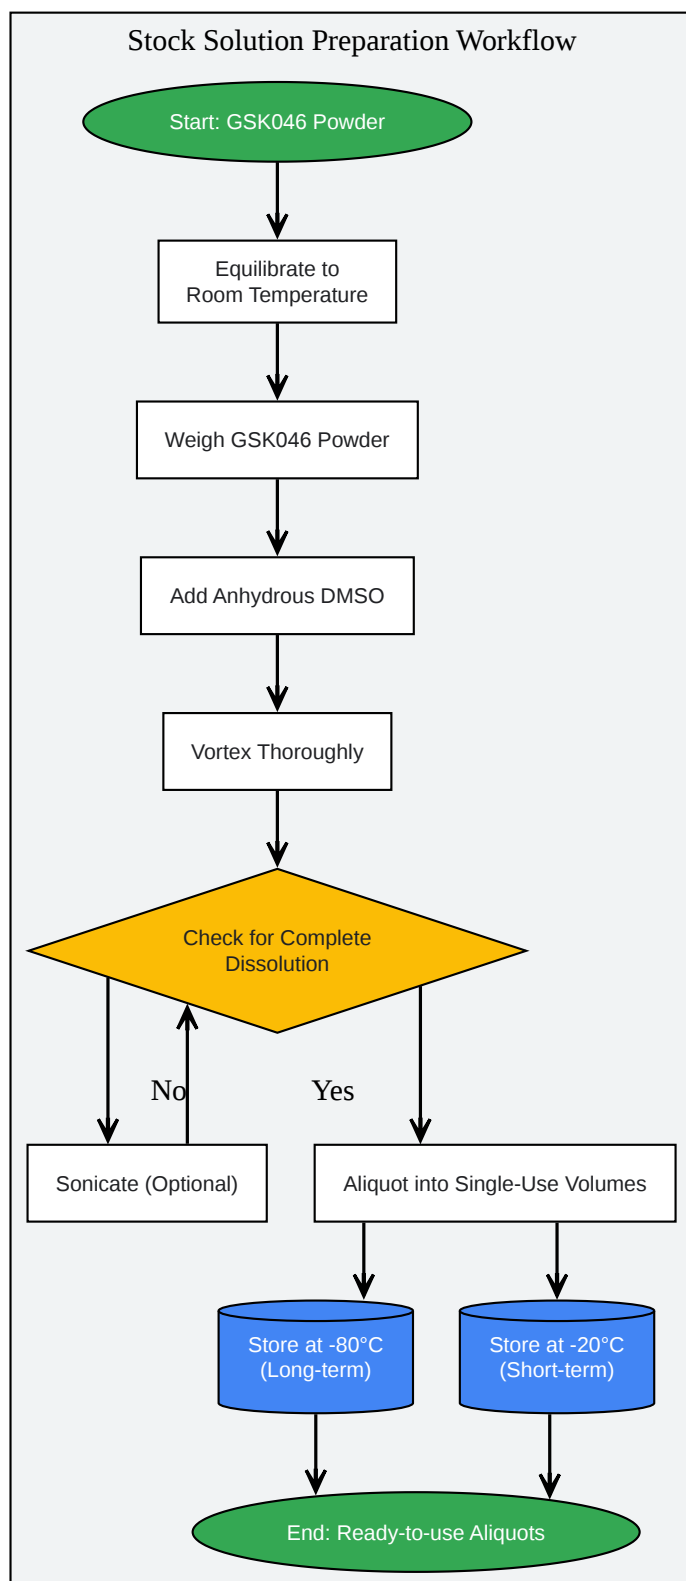 Stock Solution Preparation Workflow
Start: GSK046 Powder
Equilibrate to
Room Temperature
Weigh GSK046 Powder
Add Anhydrous DMSO
Vortex Thoroughly
Check for Complete
Dissolution
No
Yes
Sonicate (Optional)
Aliquot into Single-Use Volumes
Store at -80°C
(Long-term)
Store at -20°C
(Short-term)
End: Ready-to-use Aliquots